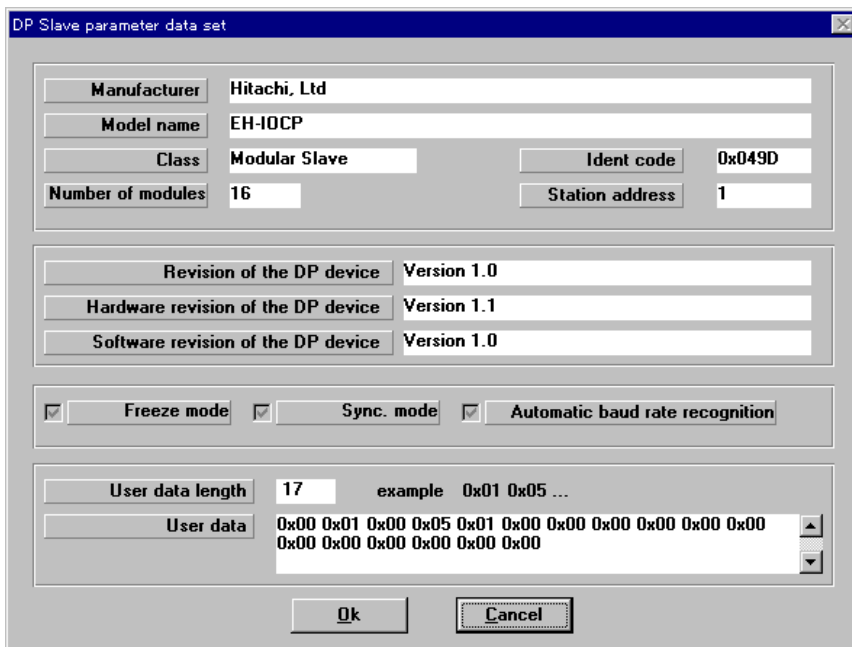 DP Slave parameter data set
Manufacturer Hitachi, Ltd
Model name EH-IOCP
Class Modular Slave Ident code 0x049D
Number of modules 16 Station address 1
Revision of the DP device Version 1.0
Hardware revision of the DP device Version 1.1
Software revision of the DP device Version 1.0
Freeze mode Sync. mode Automatic baud rate recognition
User data length 17 example 0x01 0x05 ...
User data 0x00 0x01 0x00 0x05 0x01 0x00 0x00 0x00 0x00 0x00 0x00
0x00 0x00 0x00 0x00 0x00 0x00
Ok Cancel